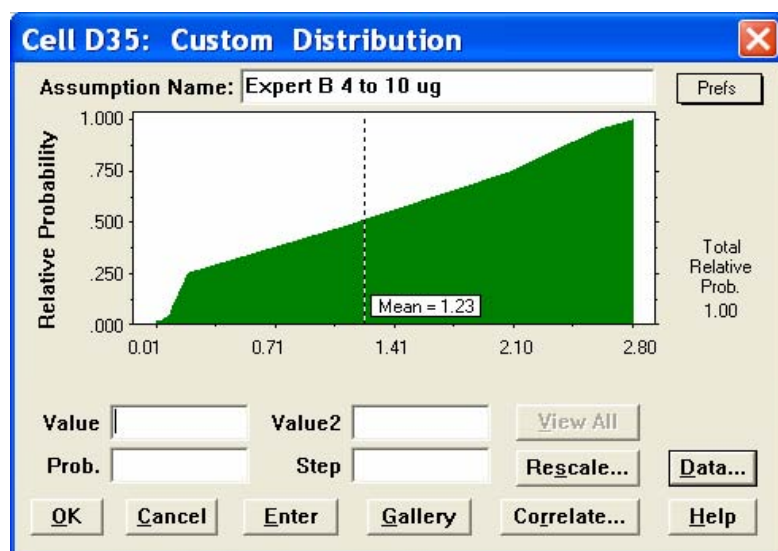 Cell D35: Custom Distribution
Assumption Name: Expert B 4 to 10 ug
Prefs
Relative Probability
1.000
.750
.500
.250
.000
Mean = 1.23
0.01 0.71 1.41 2.10 2.80
Total
Relative
Prob.
1.00
Value Value2 View All
Prob. Step Rescale... Data...
OK Cancel Enter Gallery Correlate... Help